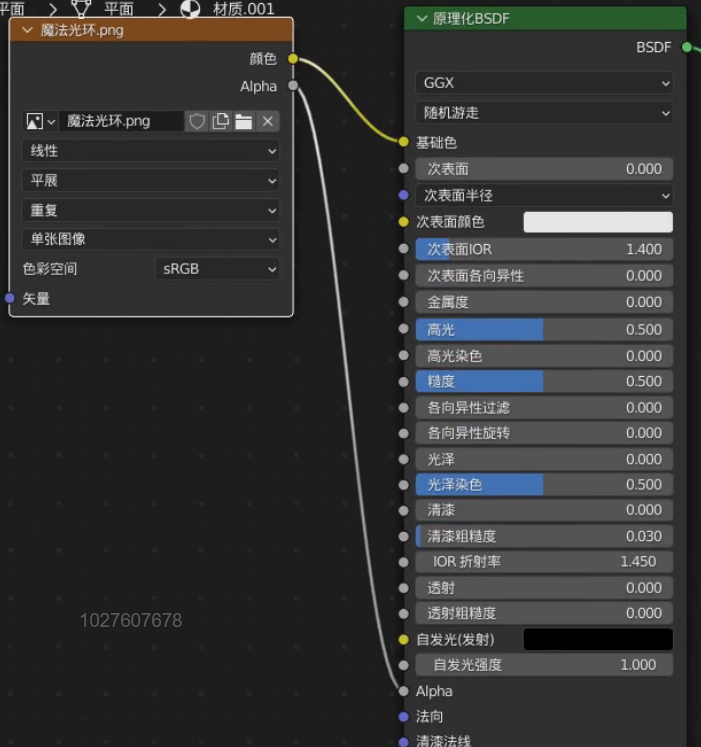 平面 平面 材质.001
魔法光环.png
颜色
Alpha
魔法光环.png
线性
平展
重复
单张图像
色彩空间 sRGB
矢量
1027607678
原理化BSDF
BSDF
GGX
随机游走
基础色
次表面 0.000
次表面半径
次表面颜色
次表面IOR 1.400
次表面各向异性 0.000
金属度 0.000
高光 0.500
高光染色 0.000
糙度 0.500
各向异性过滤 0.000
各向异性旋转 0.000
光泽 0.000
光泽染色 0.500
清漆 0.000
清漆粗糙度 0.030
IOR 折射率 1.450
透射 0.000
透射粗糙度 0.000
自发光(发射)
自发光强度 1.000
Alpha
法向
清漆法线